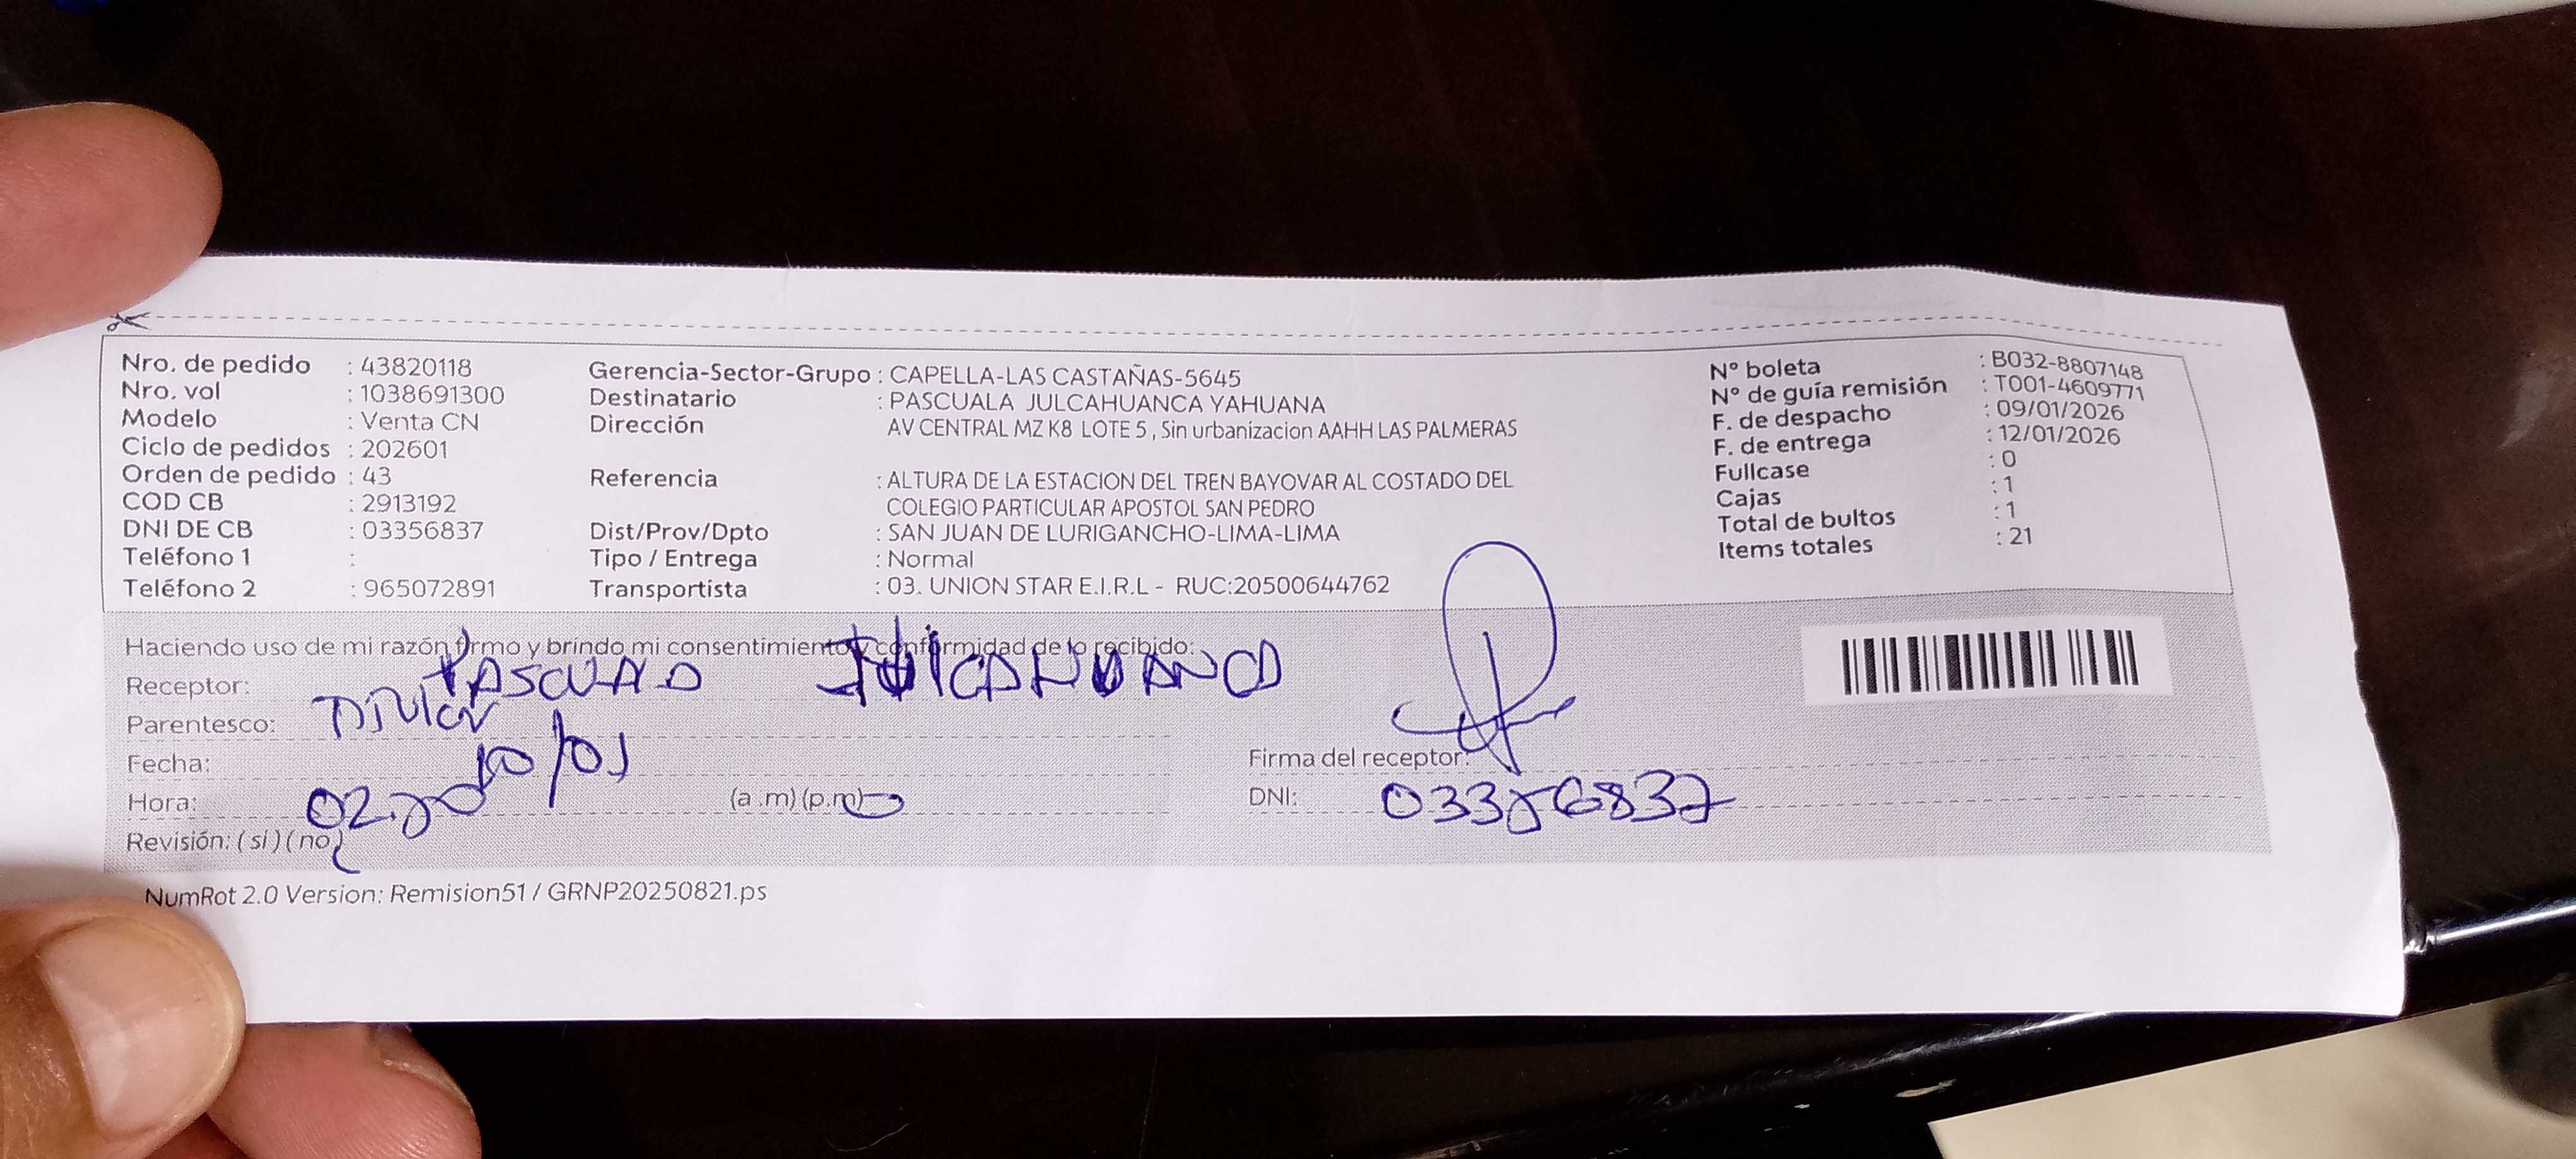 Nro. de pedido : 43820118
Nro. vol : 1038691300
Modelo : Venta CN
Ciclo de pedidos : 202601
Orden de pedido : 43
COD CB : 2913192
DNI DE CB : 03356837
Teléfono 1 :
Teléfono 2 : 965072891
Gerencia-Sector-Grupo : CAPELLA-LAS CASTAÑAS-5645
Destinatario : PASCUALA JULCAHUANCA YAHUANA
Dirección AV CENTRAL MZ K8 LOTE 5 , Sin urbanizacion AAHH LAS PALMERAS
Referencia : ALTURA DE LA ESTACION DEL TREN BAYOVAR AL COSTADO DEL
COLEGIO PARTICULAR APOSTOL SAN PEDRO
Dist/Prov/Dpto : SAN JUAN DE LURIGANCHO-LIMA-LIMA
Tipo / Entrega : Normal
Transportista : 03. UNION STAR E.I.R.L - RUC:20500644762
N° boleta : B032-8807148
N° de guía remisión : T001-4609771
F. de despacho : 09/01/2026
F. de entrega : 12/01/2026
Fullcase : 0
Cajas : 1
Total de bultos : 1
Items totales : 21
Haciendo uso de mi razón firmo y brindo mi consentimiento y conformidad de lo recibido:
Receptor: PASCUALA JULCAHUANCA
Parentesco:
Fecha: 10/01
Hora: (a.m) (p.m)
Revisión: (si) (no)
Firma del receptor:
DNI: 03356837
NumRot 2.0 Version: Remision51 / GRNP20250821.ps